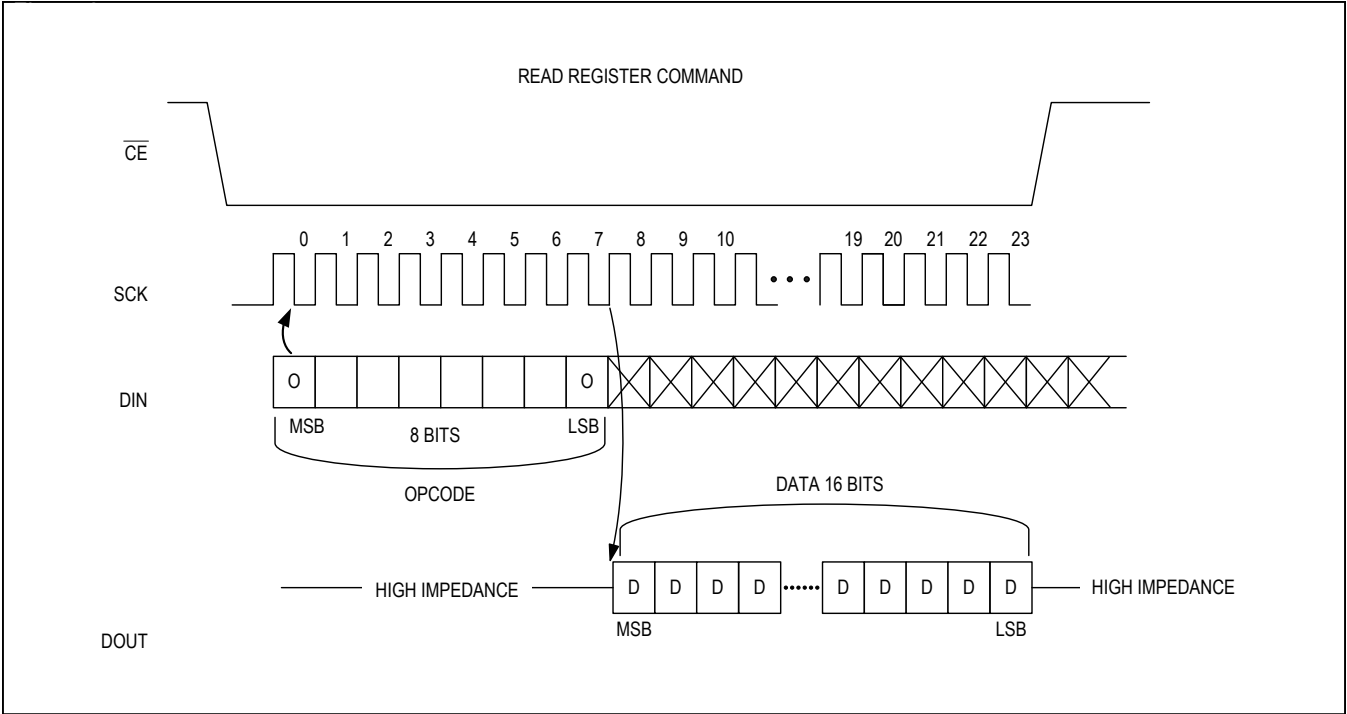 READ REGISTER COMMAND
CE
0 1 2 3 4 5 6 7 8 9 10 19 20 21 22 23
SCK
DIN
O O
MSB 8 BITS LSB
OPCODE
DATA 16 BITS
HIGH IMPEDANCE D D D D D D D D D HIGH IMPEDANCE
MSB LSB
DOUT